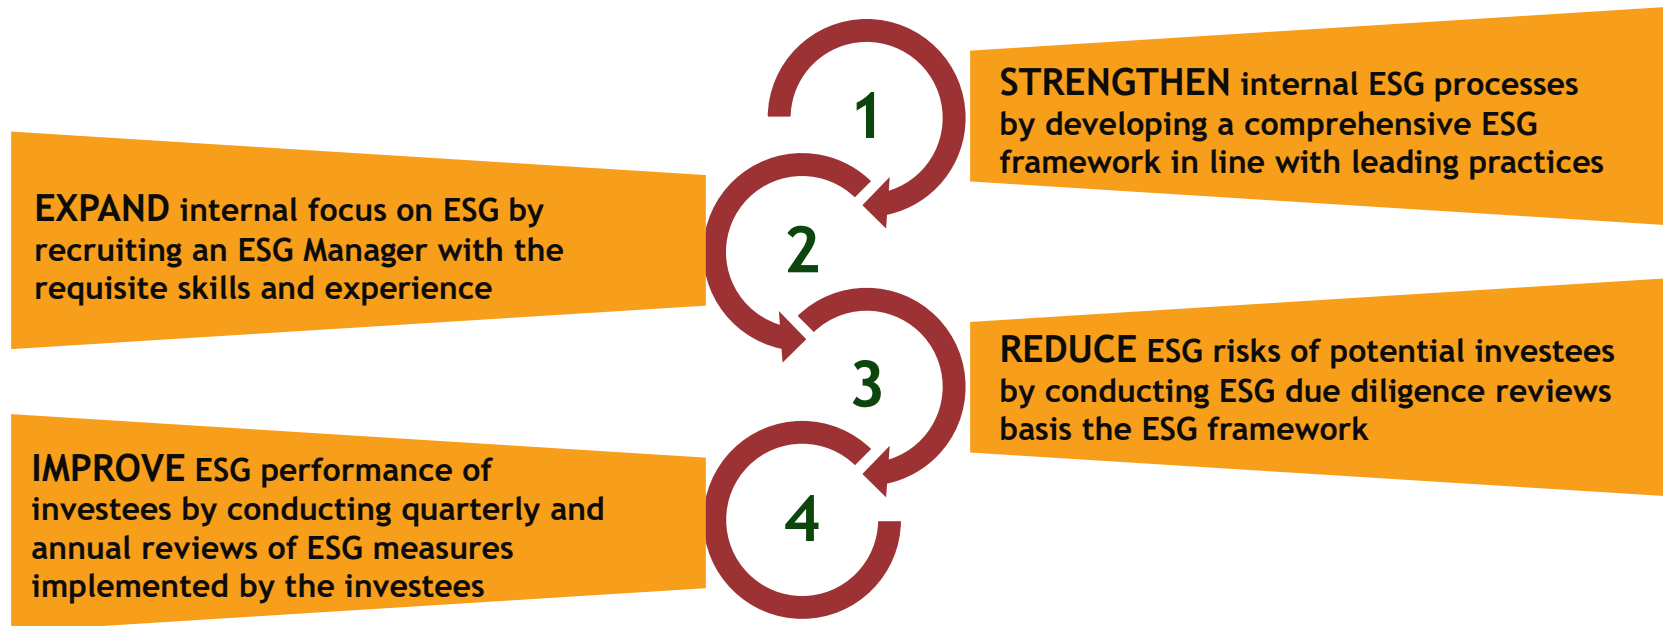 1
STRENGTHEN internal ESG processes
by developing a comprehensive ESG
framework in line with leading practices
2
EXPAND internal focus on ESG by
recruiting an ESG Manager with the
requisite skills and experience
3
REDUCE ESG risks of potential investees
by conducting ESG due diligence reviews
basis the ESG framework
4
IMPROVE ESG performance of
investees by conducting quarterly and
annual reviews of ESG measures
implemented by the investees